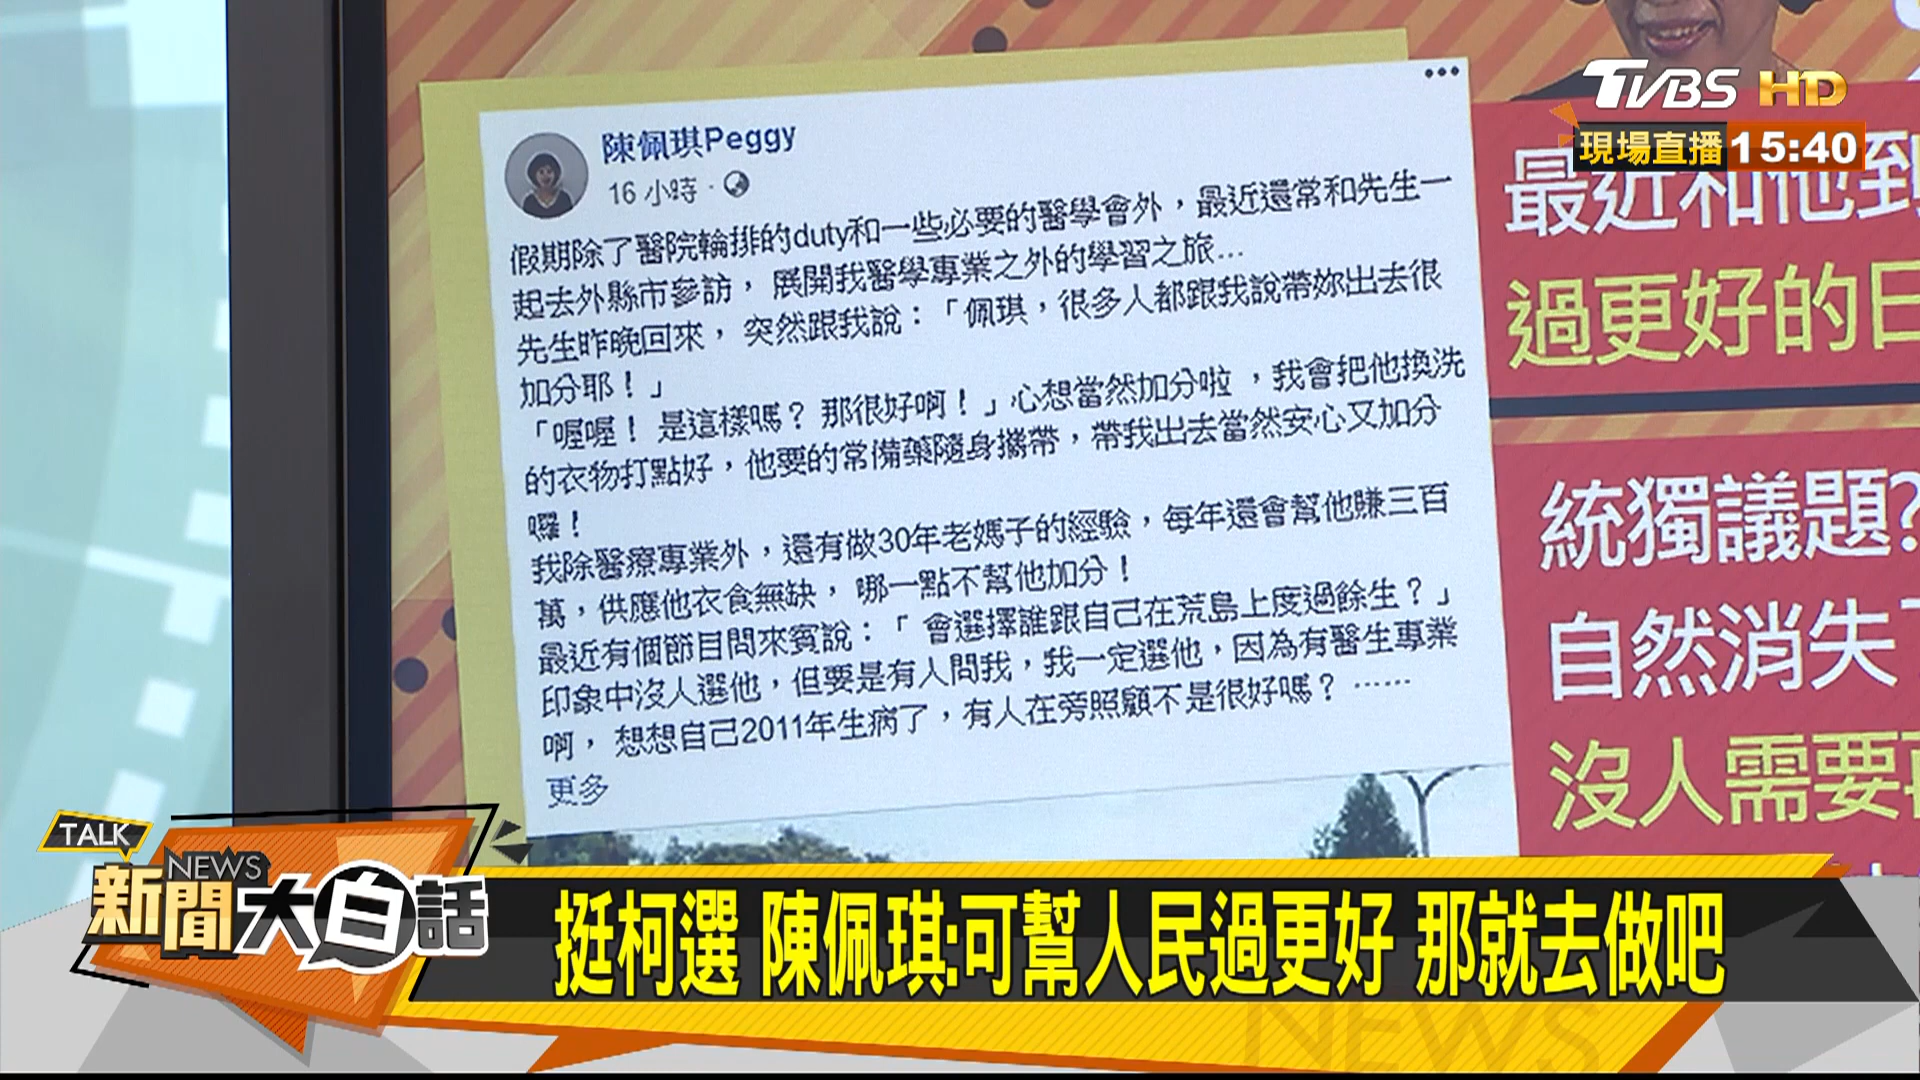 TVBS HD
現場直播 15:40
陳佩琪Peggy
16 小時
假期除了醫院輪排的duty和一些必要的醫學會外，最近還常和先生一
起去外縣市參訪， 展開我醫學專業之外的學習之旅...
先生昨晚回來， 突然跟我說：「佩琪，很多人都跟我說帶妳出去很
加分耶！」
「喔喔！ 是這樣嗎？ 那很好啊！」心想當然加分啦 ，我會把他換洗
的衣物打點好，他要的常備藥隨身攜帶，帶我出去當然安心又加分
囉！
我除醫療專業外，還有做30年老媽子的經驗，每年還會幫他賺三百
萬，供應他衣食無缺， 哪一點不幫他加分！
最近有個節目問來賓說：「 會選擇誰跟自己在荒島上度過餘生？」
印象中沒人選他，但要是有人問我，我一定選他，因為有醫生專業
啊， 想想自己2011年生病了，有人在旁照顧不是很好嗎？ ……
更多
最近和他到
過更好的日
統獨議題?
自然消失
沒人需要再
TALK
NEWS
新聞大白話
挺柯選 陳佩琪:可幫人民過更好 那就去做吧
NEWS